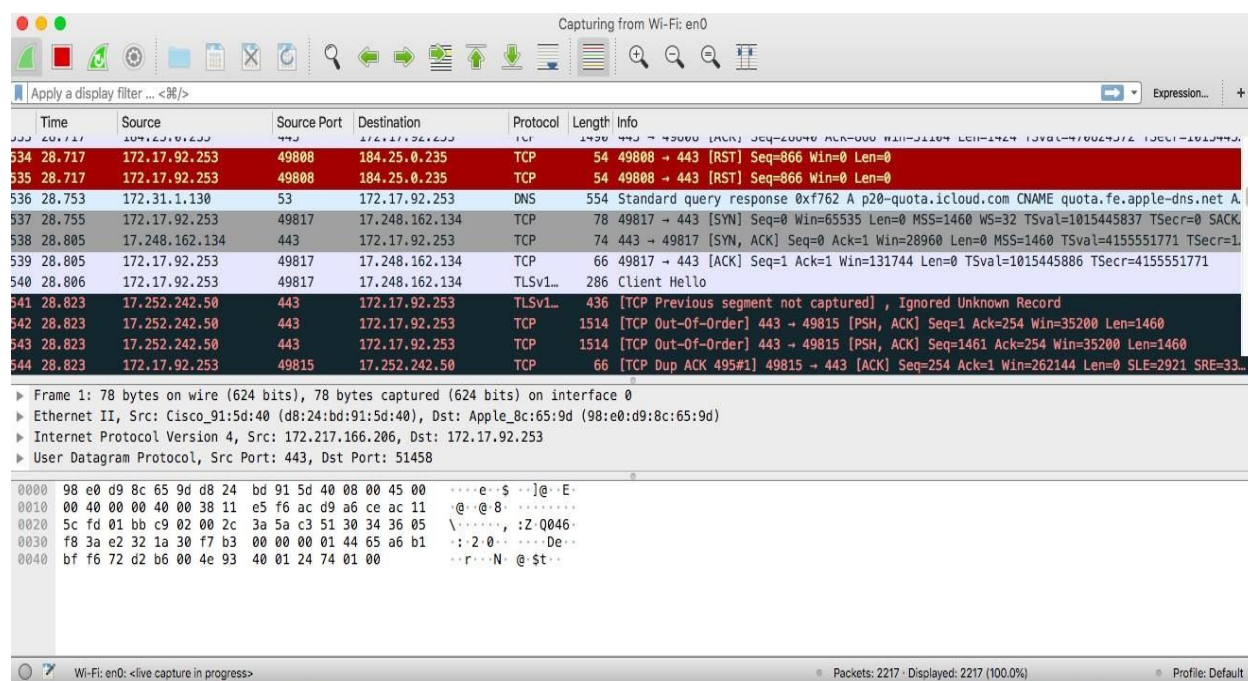 Capturing from Wi-Fi: en0
Apply a display filter ... <⌘/>
Expression... +
Time Source Source Port Destination Protocol Length Info
534 28.717 172.17.92.253 49808 184.25.0.235 TCP 54 49808 → 443 [RST] Seq=866 Win=0 Len=0
535 28.717 172.17.92.253 49808 184.25.0.235 TCP 54 49808 → 443 [RST] Seq=866 Win=0 Len=0
536 28.753 172.31.1.130 53 172.17.92.253 DNS 554 Standard query response 0xf762 A p20-quota.icloud.com CNAME quota.fe.apple-dns.net A
537 28.755 172.17.92.253 49817 17.248.162.134 TCP 78 49817 → 443 [SYN] Seq=0 Win=65535 Len=0 MSS=1460 WS=32 TSval=1015445837 TSecr=0 SACK
538 28.805 17.248.162.134 443 172.17.92.253 TCP 74 443 → 49817 [SYN, ACK] Seq=0 Ack=1 Win=28960 Len=0 MSS=1460 TSval=4155551771 TSecr=1
539 28.805 172.17.92.253 49817 17.248.162.134 TCP 66 49817 → 443 [ACK] Seq=1 Ack=1 Win=131744 Len=0 TSval=1015445886 TSecr=4155551771
540 28.806 172.17.92.253 49817 17.248.162.134 TLSv1… 286 Client Hello
541 28.823 17.252.242.50 443 172.17.92.253 TLSv1… 436 [TCP Previous segment not captured] , Ignored Unknown Record
542 28.823 17.252.242.50 443 172.17.92.253 TCP 1514 [TCP Out-Of-Order] 443 → 49815 [PSH, ACK] Seq=1 Ack=254 Win=35200 Len=1460
543 28.823 17.252.242.50 443 172.17.92.253 TCP 1514 [TCP Out-Of-Order] 443 → 49815 [PSH, ACK] Seq=1461 Ack=254 Win=35200 Len=1460
544 28.823 172.17.92.253 49815 17.252.242.50 TCP 66 [TCP Dup ACK 495#1] 49815 → 443 [ACK] Seq=254 Ack=1 Win=262144 Len=0 SLE=2921 SRE=33…
Frame 1: 78 bytes on wire (624 bits), 78 bytes captured (624 bits) on interface 0
Ethernet II, Src: Cisco_91:5d:40 (d8:24:bd:91:5d:40), Dst: Apple_8c:65:9d (98:e0:d9:8c:65:9d)
Internet Protocol Version 4, Src: 172.217.166.206, Dst: 172.17.92.253
User Datagram Protocol, Src Port: 443, Dst Port: 51458
0000 98 e0 d9 8c 65 9d d8 24 bd 91 5d 40 08 00 45 00 ····e··$ ··]@··E·
0010 00 40 00 00 40 00 38 11 e5 f6 ac d9 a6 ce ac 11 ·@··@·8· ········
0020 5c fd 01 bb c9 02 00 2c 3a 5a c3 51 30 34 36 05 \······, :Z·Q046·
0030 f8 3a e2 32 1a 30 f7 b3 00 00 00 01 44 65 a6 b1 ·:·2·0·· ····De··
0040 bf f6 72 d2 b6 00 4e 93 40 01 24 74 01 00 ··r···N· @·$t··
Wi-Fi: en0: <live capture in progress> Packets: 2217 · Displayed: 2217 (100.0%) Profile: Default